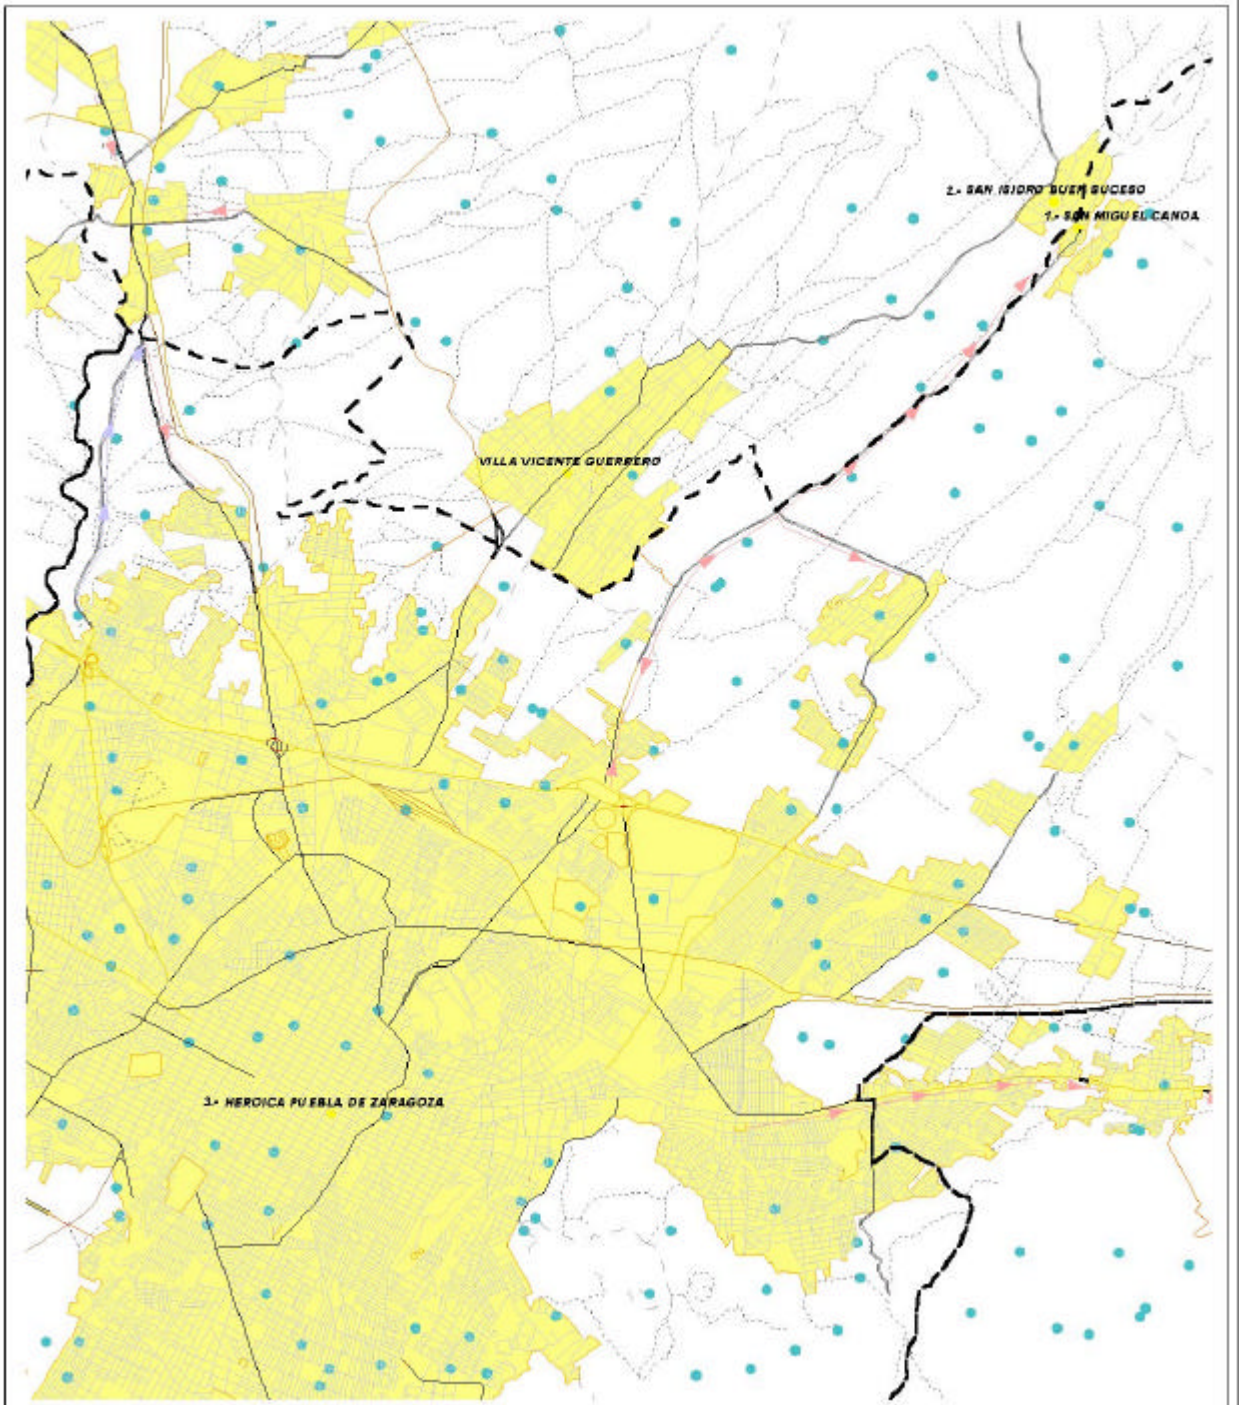 2.- SAN ISIDRO BUEN SUCESO
1.- SAN MIGUEL CANOA
VILLA VICENTE GUERRERO
3.- HEROICA PUEBLA DE ZARAGOZA